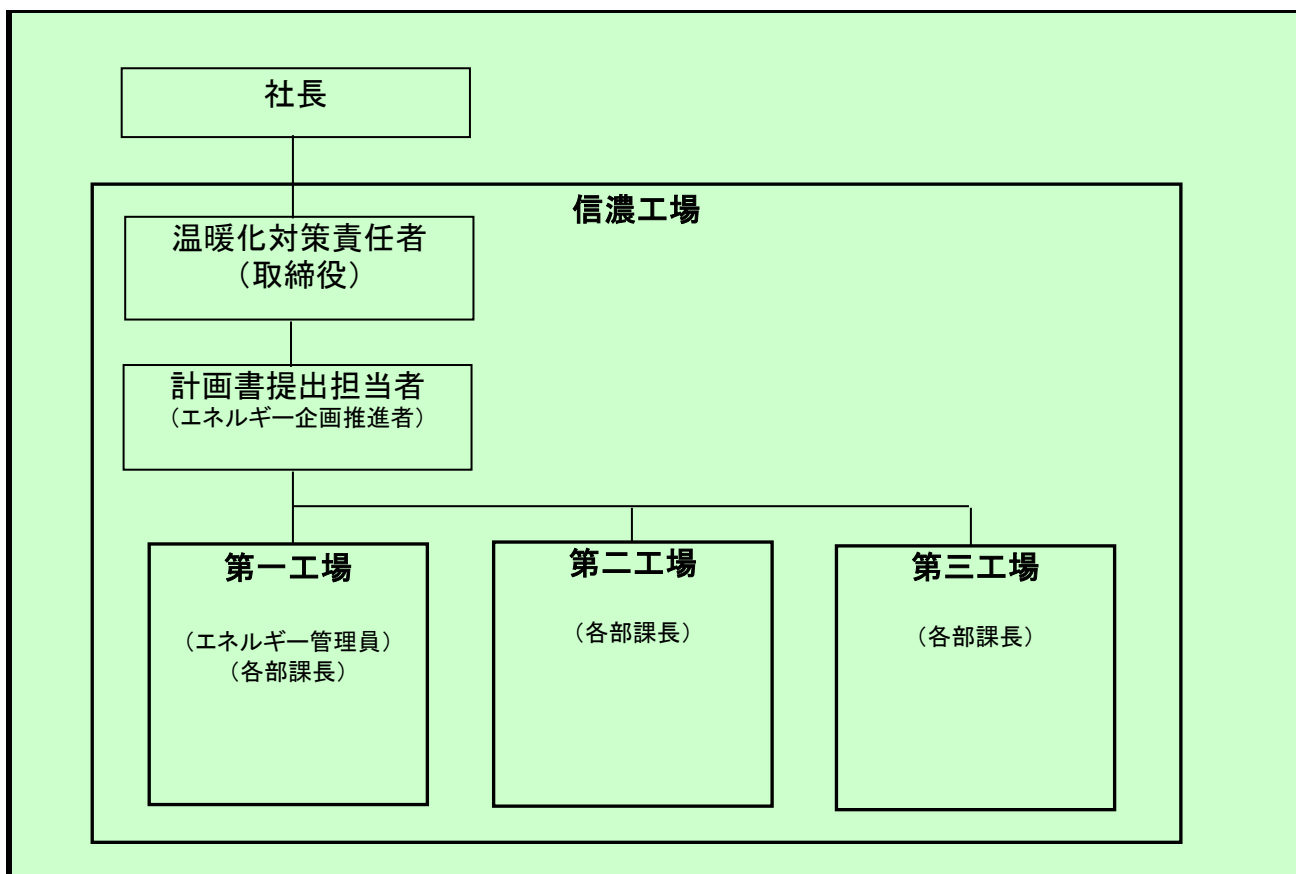 社長
信濃工場
温暖化対策責任者
（取締役）
計画書提出担当者
（エネルギー企画推進者）
第一工場
（エネルギー管理員）
（各部課長）
第二工場
（各部課長）
第三工場
（各部課長）